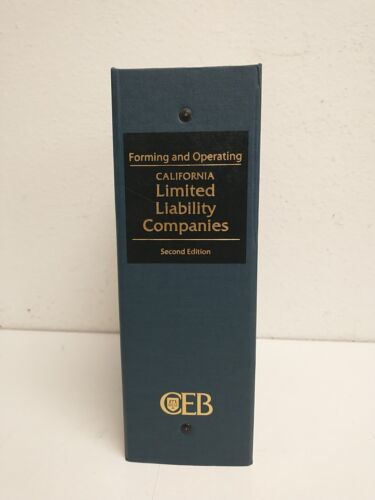 Forming and Operating
CALIFORNIA
Limited
Liability
Companies
Second Edition
CEB